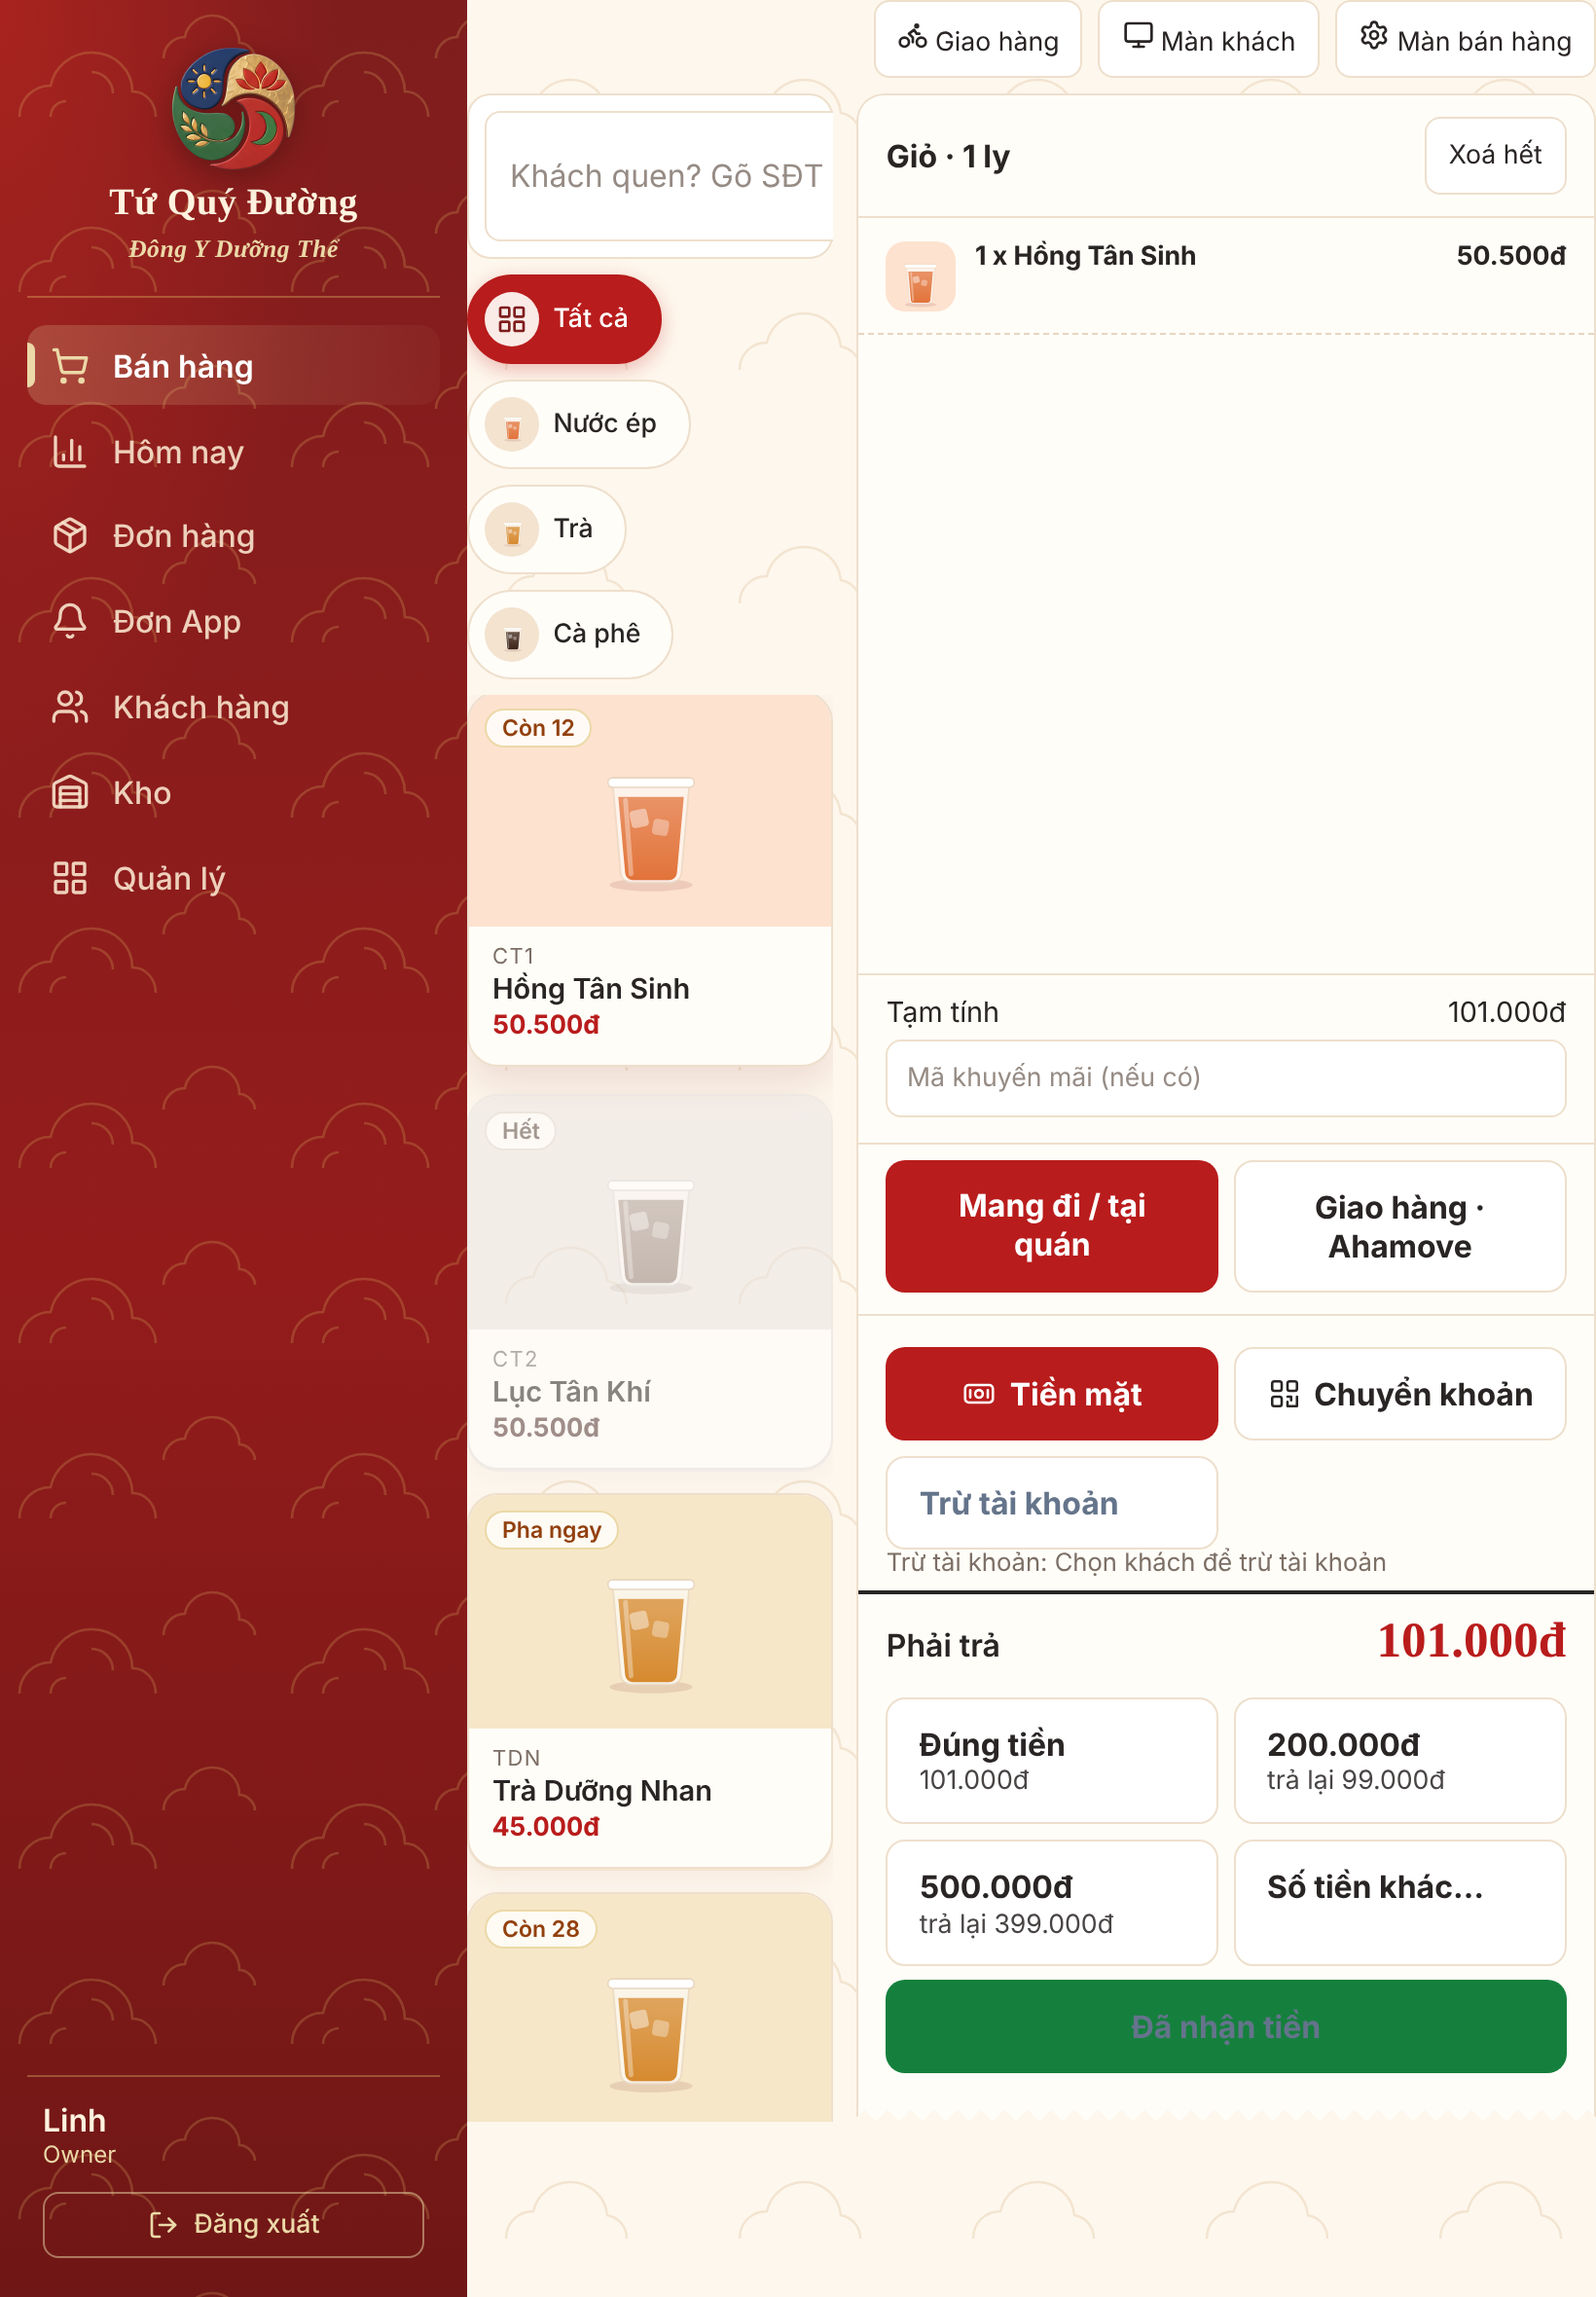 Tứ Quý Đường
Đông Y Dưỡng Thể
Bán hàng
Hôm nay
Đơn hàng
Đơn App
Khách hàng
Kho
Quản lý
Linh
Owner
Đăng xuất
Giao hàng
Màn khách
Màn bán hàng
Khách quen? Gõ SĐT
Tất cả
Nước ép
Trà
Cà phê
Còn 12
CT1
Hồng Tân Sinh
50.500đ
Hết
CT2
Lục Tân Khí
50.500đ
Pha ngay
TDN
Trà Dưỡng Nhan
45.000đ
Còn 28
Giỏ · 1 ly
Xoá hết
1 x Hồng Tân Sinh 50.500đ
Tạm tính 101.000đ
Mã khuyến mãi (nếu có)
Mang đi / tại
quán
Giao hàng ·
Ahamove
Tiền mặt
Chuyển khoản
Trừ tài khoản
Trừ tài khoản: Chọn khách để trừ tài khoản
Phải trả 101.000đ
Đúng tiền
101.000đ
200.000đ
trả lại 99.000đ
500.000đ
trả lại 399.000đ
Số tiền khác...
Đã nhận tiền